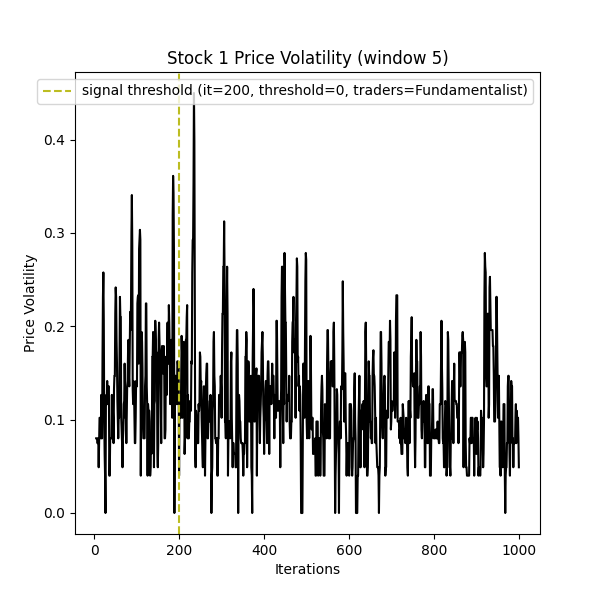 Stock 1 Price Volatility (window 5)
signal threshold (it=200, threshold=0, traders=Fundamentalist)
Price Volatility
0.4
0.3
0.2
0.1
0.0
0 200 400 600 800 1000
Iterations